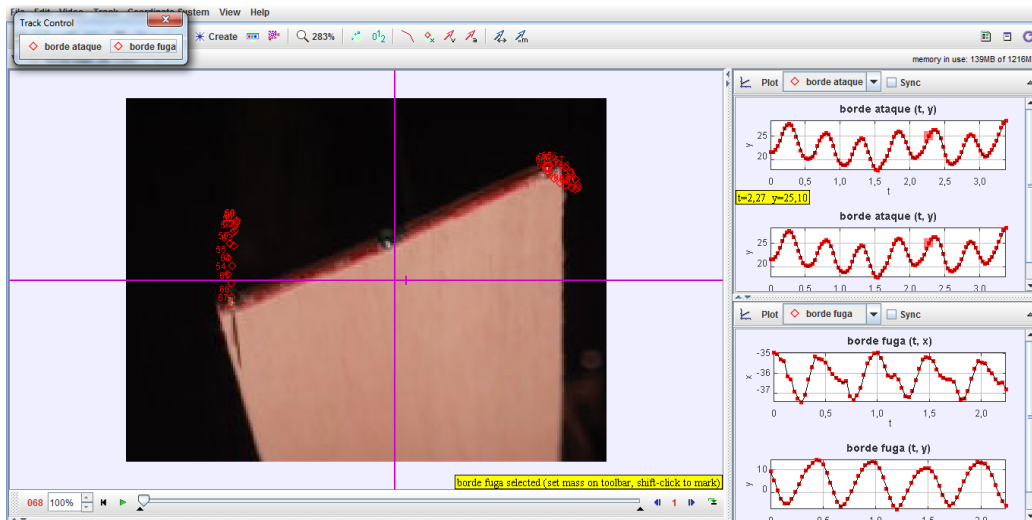 File Edit Video Track Coordinate System View Help
Track Control
borde ataque borde fuga
Create 283%
memory in use: 139MB of 1216M
Plot borde ataque Sync
borde ataque (t, y)
25
20
y
0 0,5 1,0 1,5 2,0 2,5 3,0
t
t=2,27 y=25,10
borde ataque (t, y)
25
20
y
0 0,5 1,0 1,5 2,0 2,5 3,0
Plot borde fuga Sync
borde fuga (t, x)
-35
-36
-37
x
0 0,5 1,0 1,5 2,0
t
borde fuga (t, y)
10
0
y
borde fuga selected (set mass on toolbar, shift-click to mark)
068 100% 1